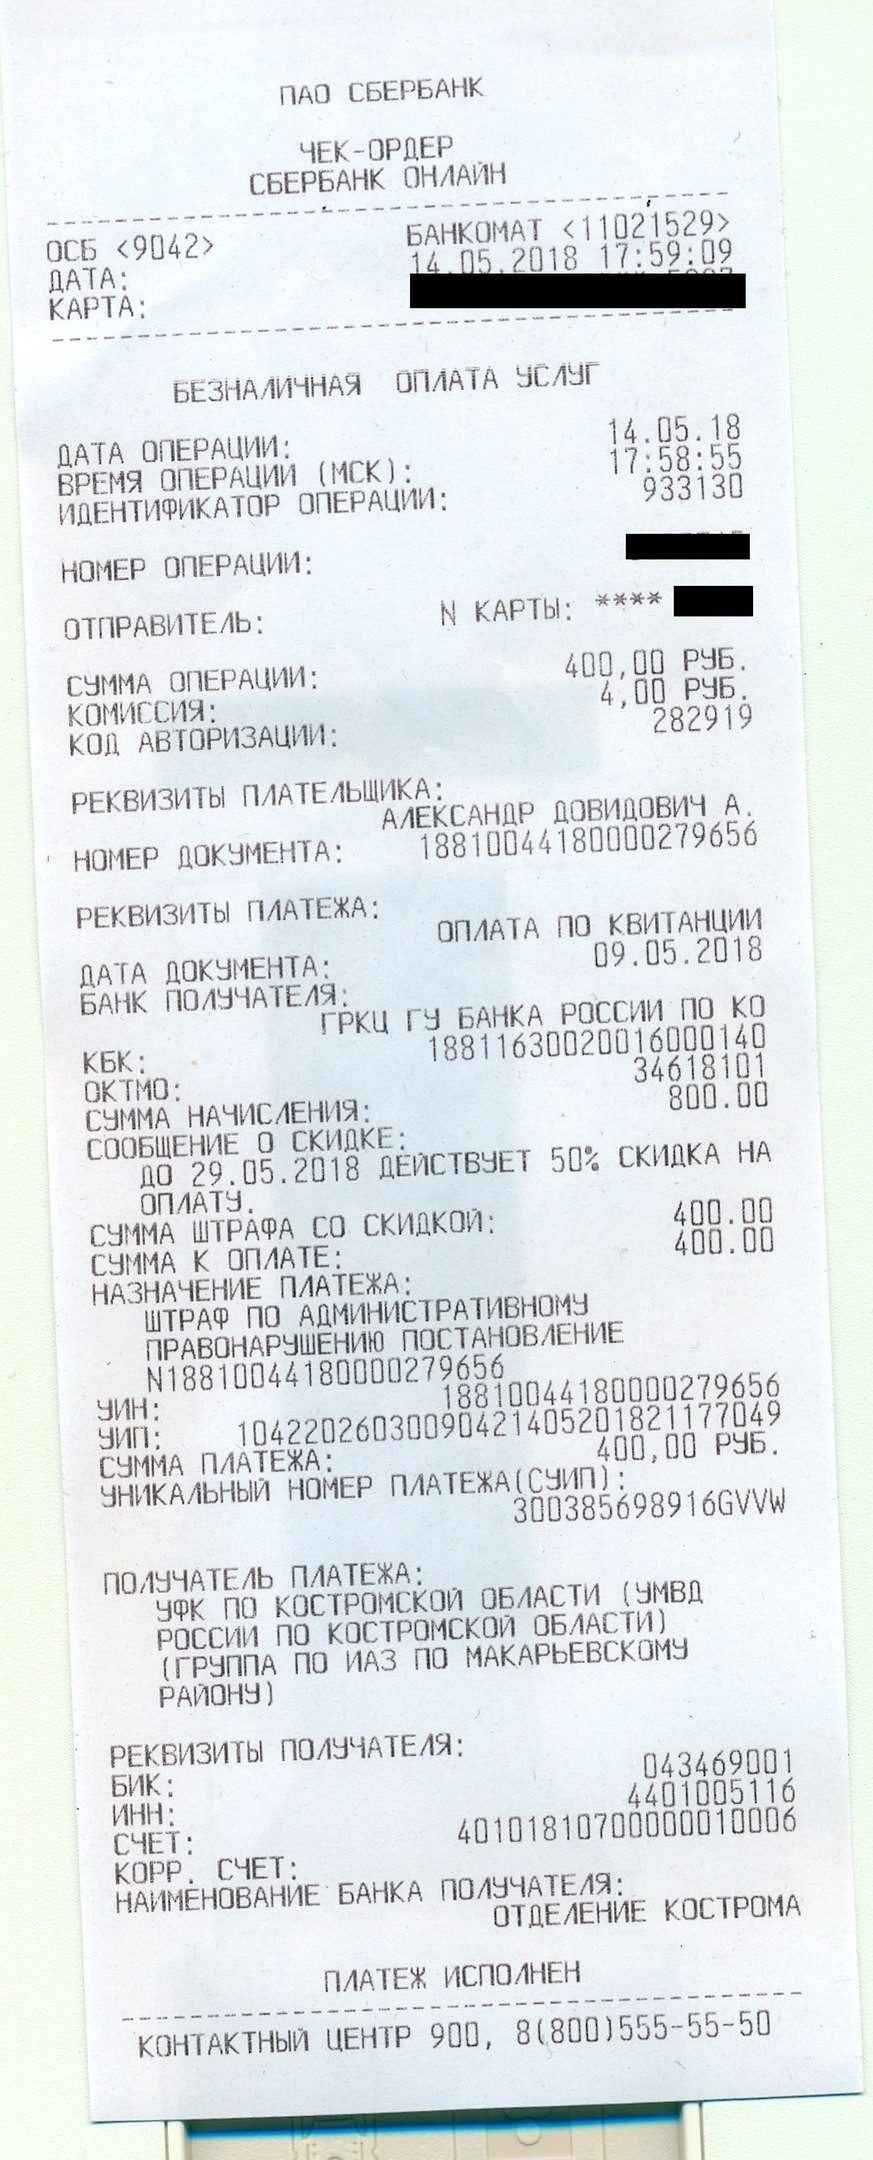 ПАО СБЕРБАНК
ЧЕК-ОРДЕР
СБЕРБАНК ОНЛАЙН
ОСБ <9042> БАНКОМАТ <11021529>
ДАТА: 14.05.2018 17:59:09
КАРТА:
БЕЗНАЛИЧНАЯ ОПЛАТА УСЛУГ
ДАТА ОПЕРАЦИИ: 14.05.18
ВРЕМЯ ОПЕРАЦИИ (МСК): 17:58:55
ИДЕНТИФИКАТОР ОПЕРАЦИИ: 933130
НОМЕР ОПЕРАЦИИ:
ОТПРАВИТЕЛЬ: N КАРТЫ: ****
СУММА ОПЕРАЦИИ: 400,00 РУБ.
КОМИССИЯ: 4,00 РУБ.
КОД АВТОРИЗАЦИИ: 282919
РЕКВИЗИТЫ ПЛАТЕЛЬЩИКА:
АЛЕКСАНДР ДОВИДОВИЧ А.
НОМЕР ДОКУМЕНТА: 18810044180000279656
РЕКВИЗИТЫ ПЛАТЕЖА:
ОПЛАТА ПО КВИТАНЦИИ
ДАТА ДОКУМЕНТА: 09.05.2018
БАНК ПОЛУЧАТЕЛЯ:
ГРКЦ ГУ БАНКА РОССИИ ПО КО
КБК: 18811630020016000140
ОКТМО: 34618101
СУММА НАЧИСЛЕНИЯ: 800.00
СООБЩЕНИЕ О СКИДКЕ:
ДО 29.05.2018 ДЕЙСТВУЕТ 50% СКИДКА НА
ОПЛАТУ.
СУММА ШТРАФА СО СКИДКОЙ: 400.00
СУММА К ОПЛАТЕ: 400.00
НАЗНАЧЕНИЕ ПЛАТЕЖА:
ШТРАФ ПО АДМИНИСТРАТИВНОМУ
ПРАВОНАРУШЕНИЮ ПОСТАНОВЛЕНИЕ
N18810044180000279656
УИН: 18810044180000279656
УИП: 10422026030090421405201821177049
СУММА ПЛАТЕЖА: 400,00 РУБ.
УНИКАЛЬНЫЙ НОМЕР ПЛАТЕЖА(СУИП):
300385698916GVVW
ПОЛУЧАТЕЛЬ ПЛАТЕЖА:
УФК ПО КОСТРОМСКОЙ ОБЛАСТИ (УМВД
РОССИИ ПО КОСТРОМСКОЙ ОБЛАСТИ)
(ГРУППА ПО ИАЗ ПО МАКАРЬЕВСКОМУ
РАЙОНУ)
РЕКВИЗИТЫ ПОЛУЧАТЕЛЯ:
БИК: 043469001
ИНН: 4401005116
СЧЕТ: 40101810700000010006
КОРР. СЧЕТ:
НАИМЕНОВАНИЕ БАНКА ПОЛУЧАТЕЛЯ:
ОТДЕЛЕНИЕ КОСТРОМА
ПЛАТЕЖ ИСПОЛНЕН
КОНТАКТНЫЙ ЦЕНТР 900, 8(800)555-55-50